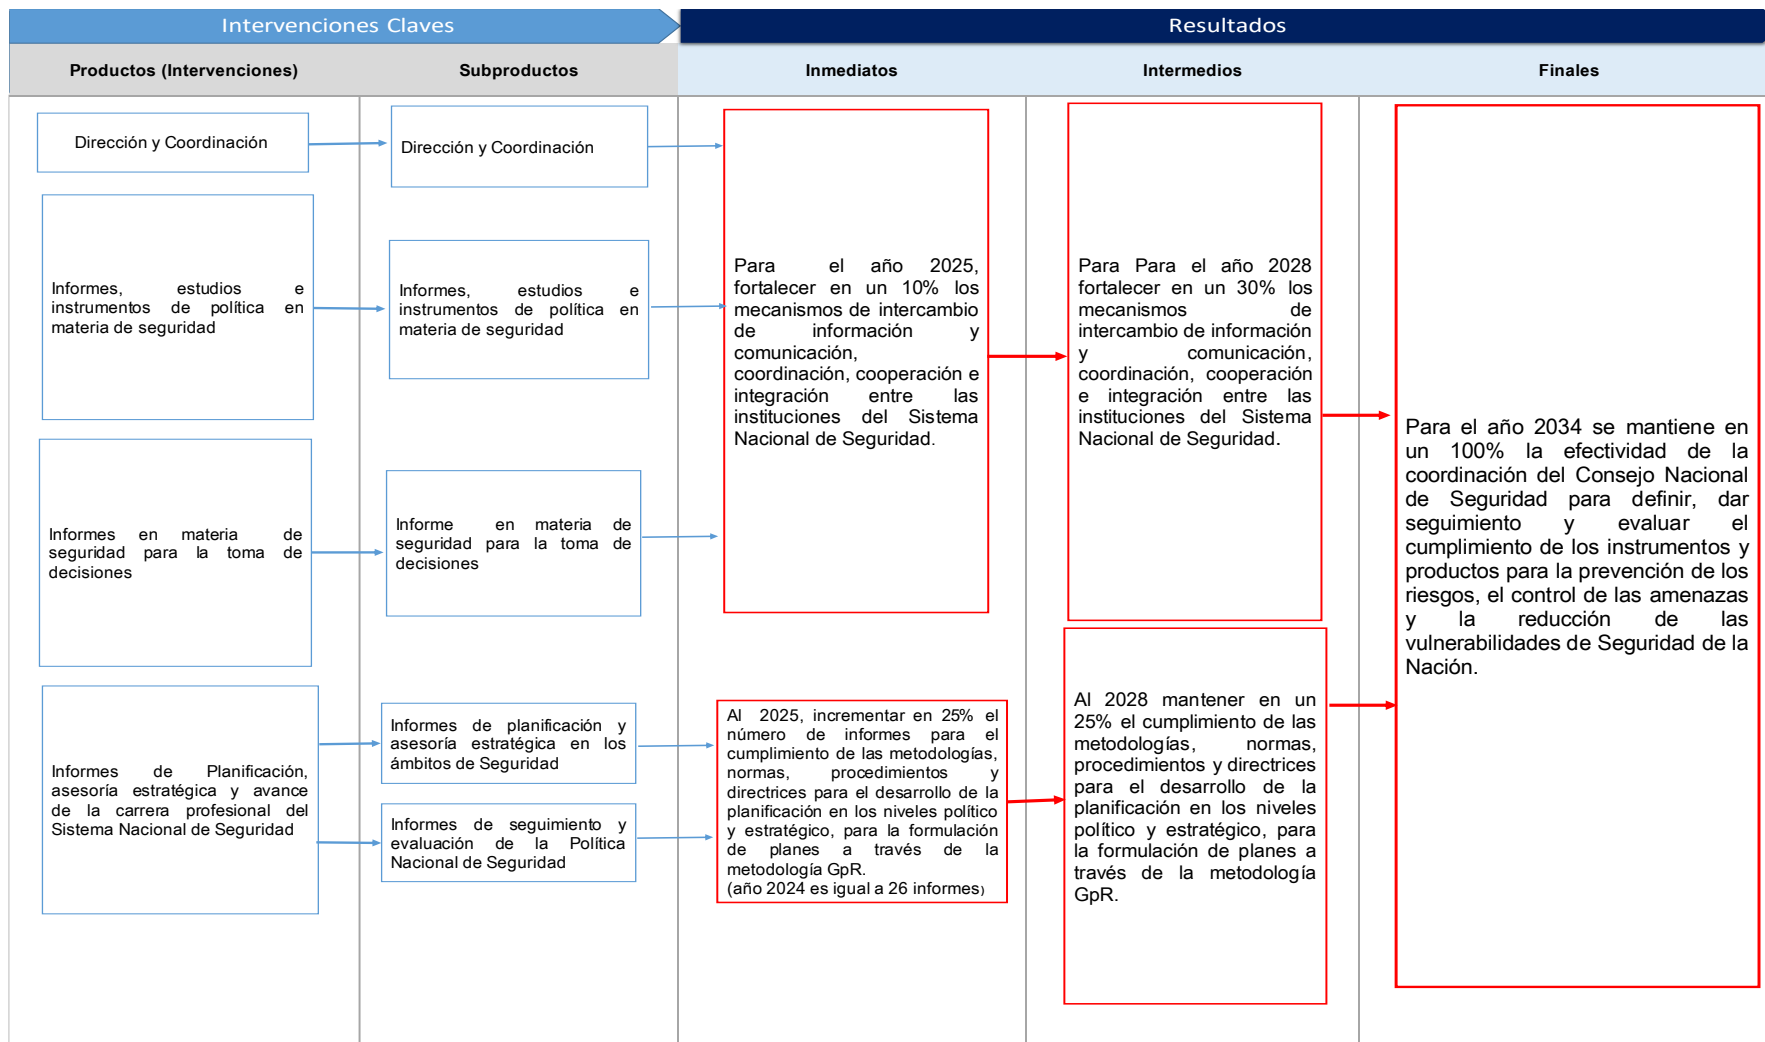 Intervenciones Claves
Resultados
Productos (Intervenciones)
Subproductos
Inmediatos
Intermedios
Finales
Dirección y Coordinación
Informes, estudios e
instrumentos de política en
materia de seguridad
Informes en materia de
seguridad para la toma de
decisiones
Informes de Planificación,
asesoría estratégica y avance
de la carrera profesional del
Sistema Nacional de Seguridad
Dirección y Coordinación
Informes, estudios e
instrumentos de política en
materia de seguridad
Informe en materia de
seguridad para la toma de
decisiones
Informes de planificación y
asesoría estratégica en los
ámbitos de Seguridad
Informes de seguimiento y
evaluación de la Política
Nacional de Seguridad
Para el año 2025,
fortalecer en un 10% los
mecanismos de intercambio
de información y
comunicación,
coordinación, cooperación e
integración entre las
instituciones del Sistema
Nacional de Seguridad.
Al 2025, incrementar en 25% el
número de informes para el
cumplimiento de las metodologías,
normas, procedimientos y
directrices para el desarrollo de
la planificación en los niveles político
y estratégico, para la formulación
de planes a través de la
metodología GpR.
(año 2024 es igual a 26 informes)
Para Para el año 2028
fortalecer en un 30% los
mecanismos de
intercambio de información
y comunicación,
coordinación, cooperación
e integración entre las
instituciones del Sistema
Nacional de Seguridad.
Al 2028 mantener en un
25% el cumplimiento de las
metodologías, normas,
procedimientos y directrices
para el desarrollo de la
planificación en los niveles
político y estratégico, para
la formulación de planes a
través de la metodología
GpR.
Para el año 2034 se mantiene en
un 100% la efectividad de la
coordinación del Consejo Nacional
de Seguridad para definir, dar
seguimiento y evaluar el
cumplimiento de los instrumentos y
productos para la prevención de los
riesgos, el control de las amenazas
y la reducción de las
vulnerabilidades de Seguridad de la
Nación.